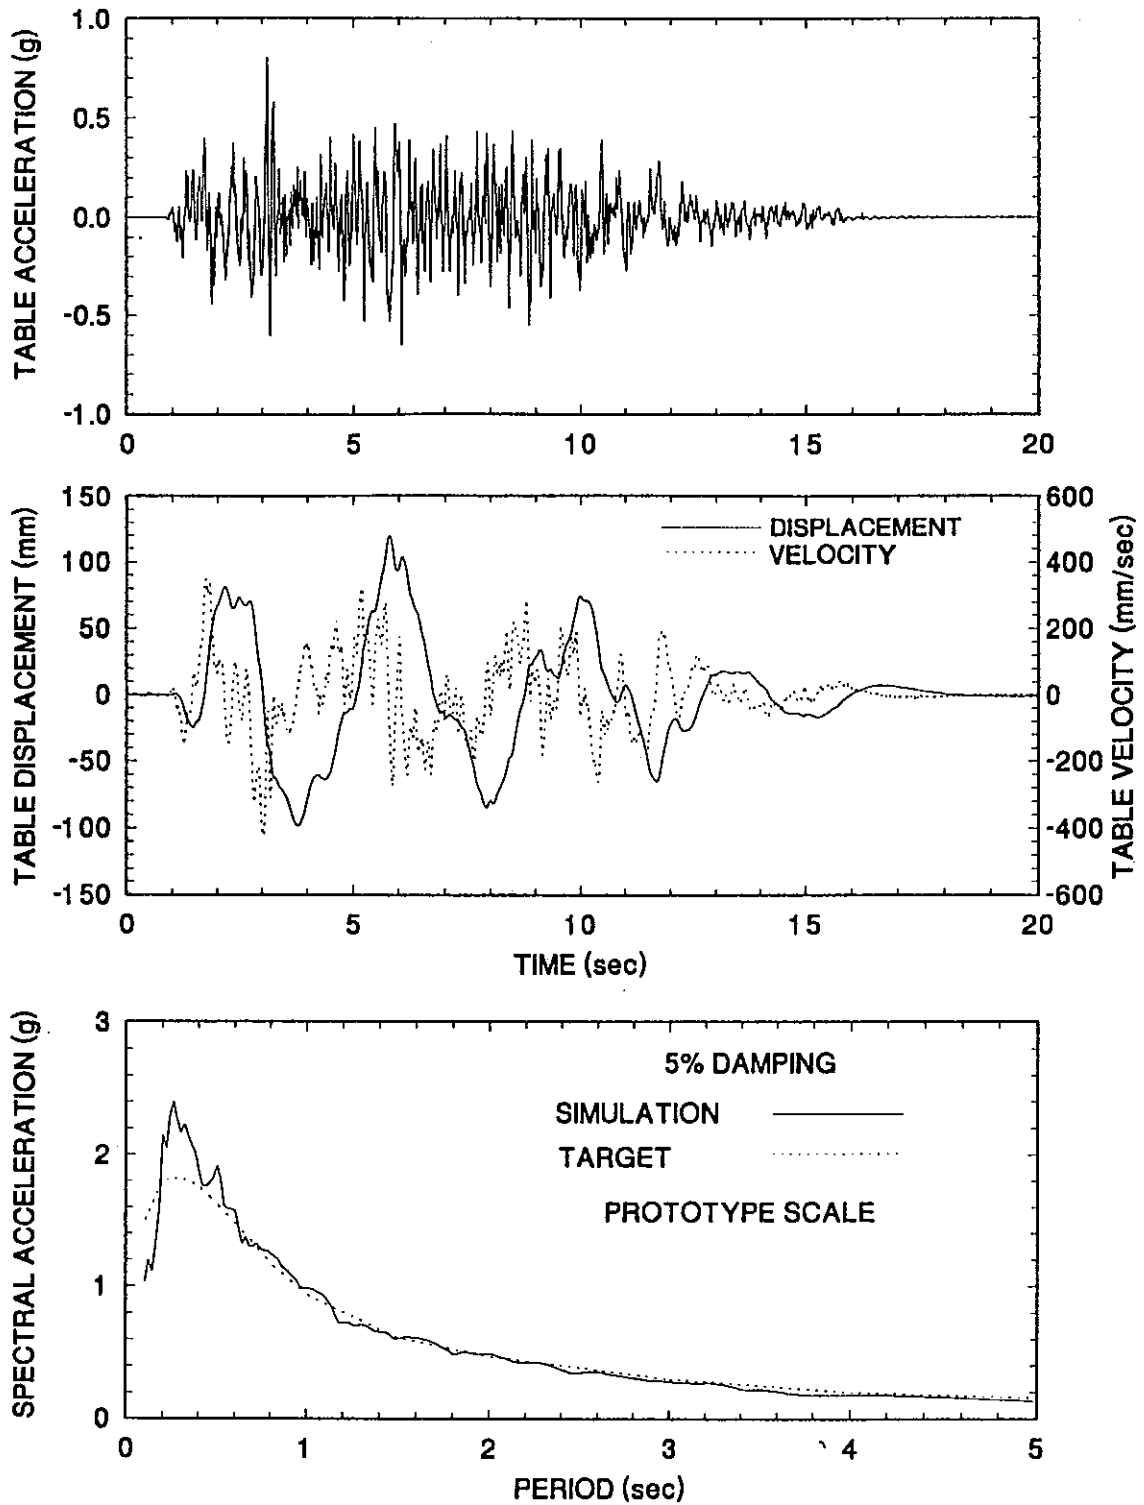 TABLE ACCELERATION (g)
1.0
0.5
0.0
-0.5
-1.0
0 5 10 15 20
TABLE DISPLACEMENT (mm)
150
100
50
0
-50
-100
-150
DISPLACEMENT
VELOCITY
600
400
200
0
-200
-400
-600
TABLE VELOCITY (mm/sec)
0 5 10 15 20
TIME (sec)
SPECTRAL ACCELERATION (g)
3
2
1
0
5% DAMPING
SIMULATION
TARGET
PROTOTYPE SCALE
0 1 2 3 4 5
PERIOD (sec)